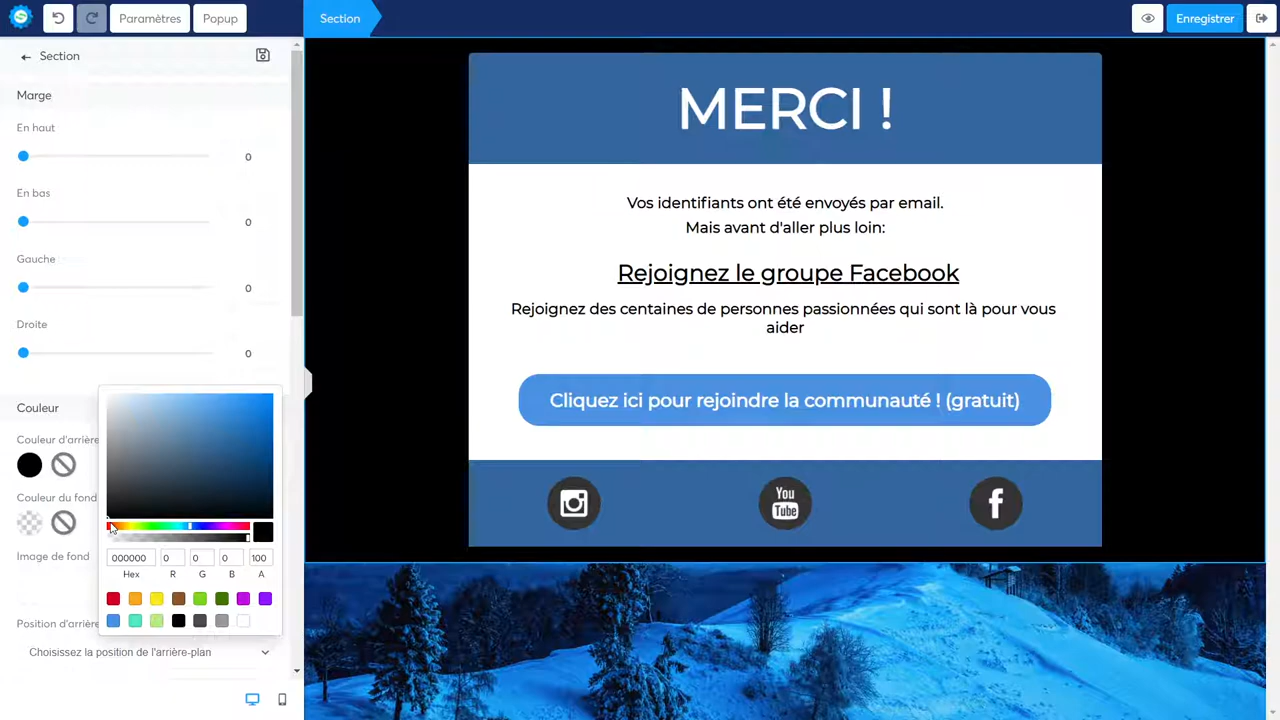 Paramètres
Popup
Section
Enregistrer
Section
Marge
En haut
0
En bas
0
Gauche
0
Droite
0
Couleur
Couleur d'arrière
Couleur du fond
Image de fond
000000
0
0
0
100
Hex
R
G
B
A
Position d'arrière
Choisissez la position de l'arrière-plan
MERCI !
Vos identifiants ont été envoyés par email.
Mais avant d'aller plus loin:
Rejoignez le groupe Facebook
Rejoignez des centaines de personnes passionnées qui sont là pour vous
aider
Cliquez ici pour rejoindre la communauté ! (gratuit)
You
Tube